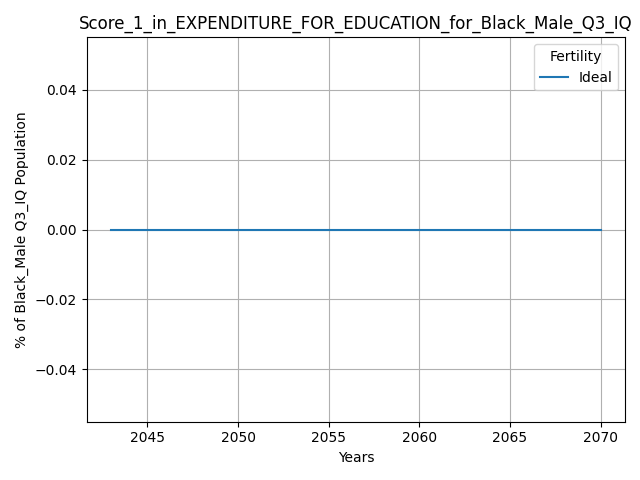 Score_1_in_EXPENDITURE_FOR_EDUCATION_for_Black_Male_Q3_IQ
Fertility
Ideal
0.04
0.02
0.00
−0.02
−0.04
% of Black_Male Q3_IQ Population
2045 2050 2055 2060 2065 2070
Years